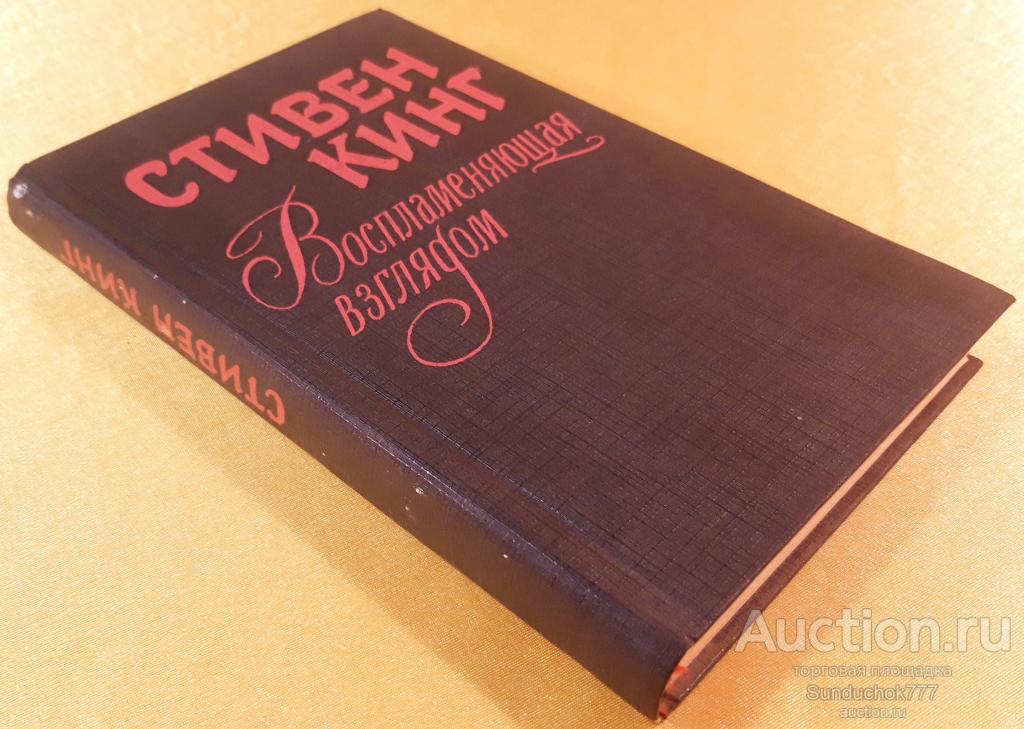 СТИВЕН
КИНГ
Воспламеняющая
взглядом
СТИВЕН КИНГ
Auction.ru
торговая площадка
Sunduchok777
auction.ru